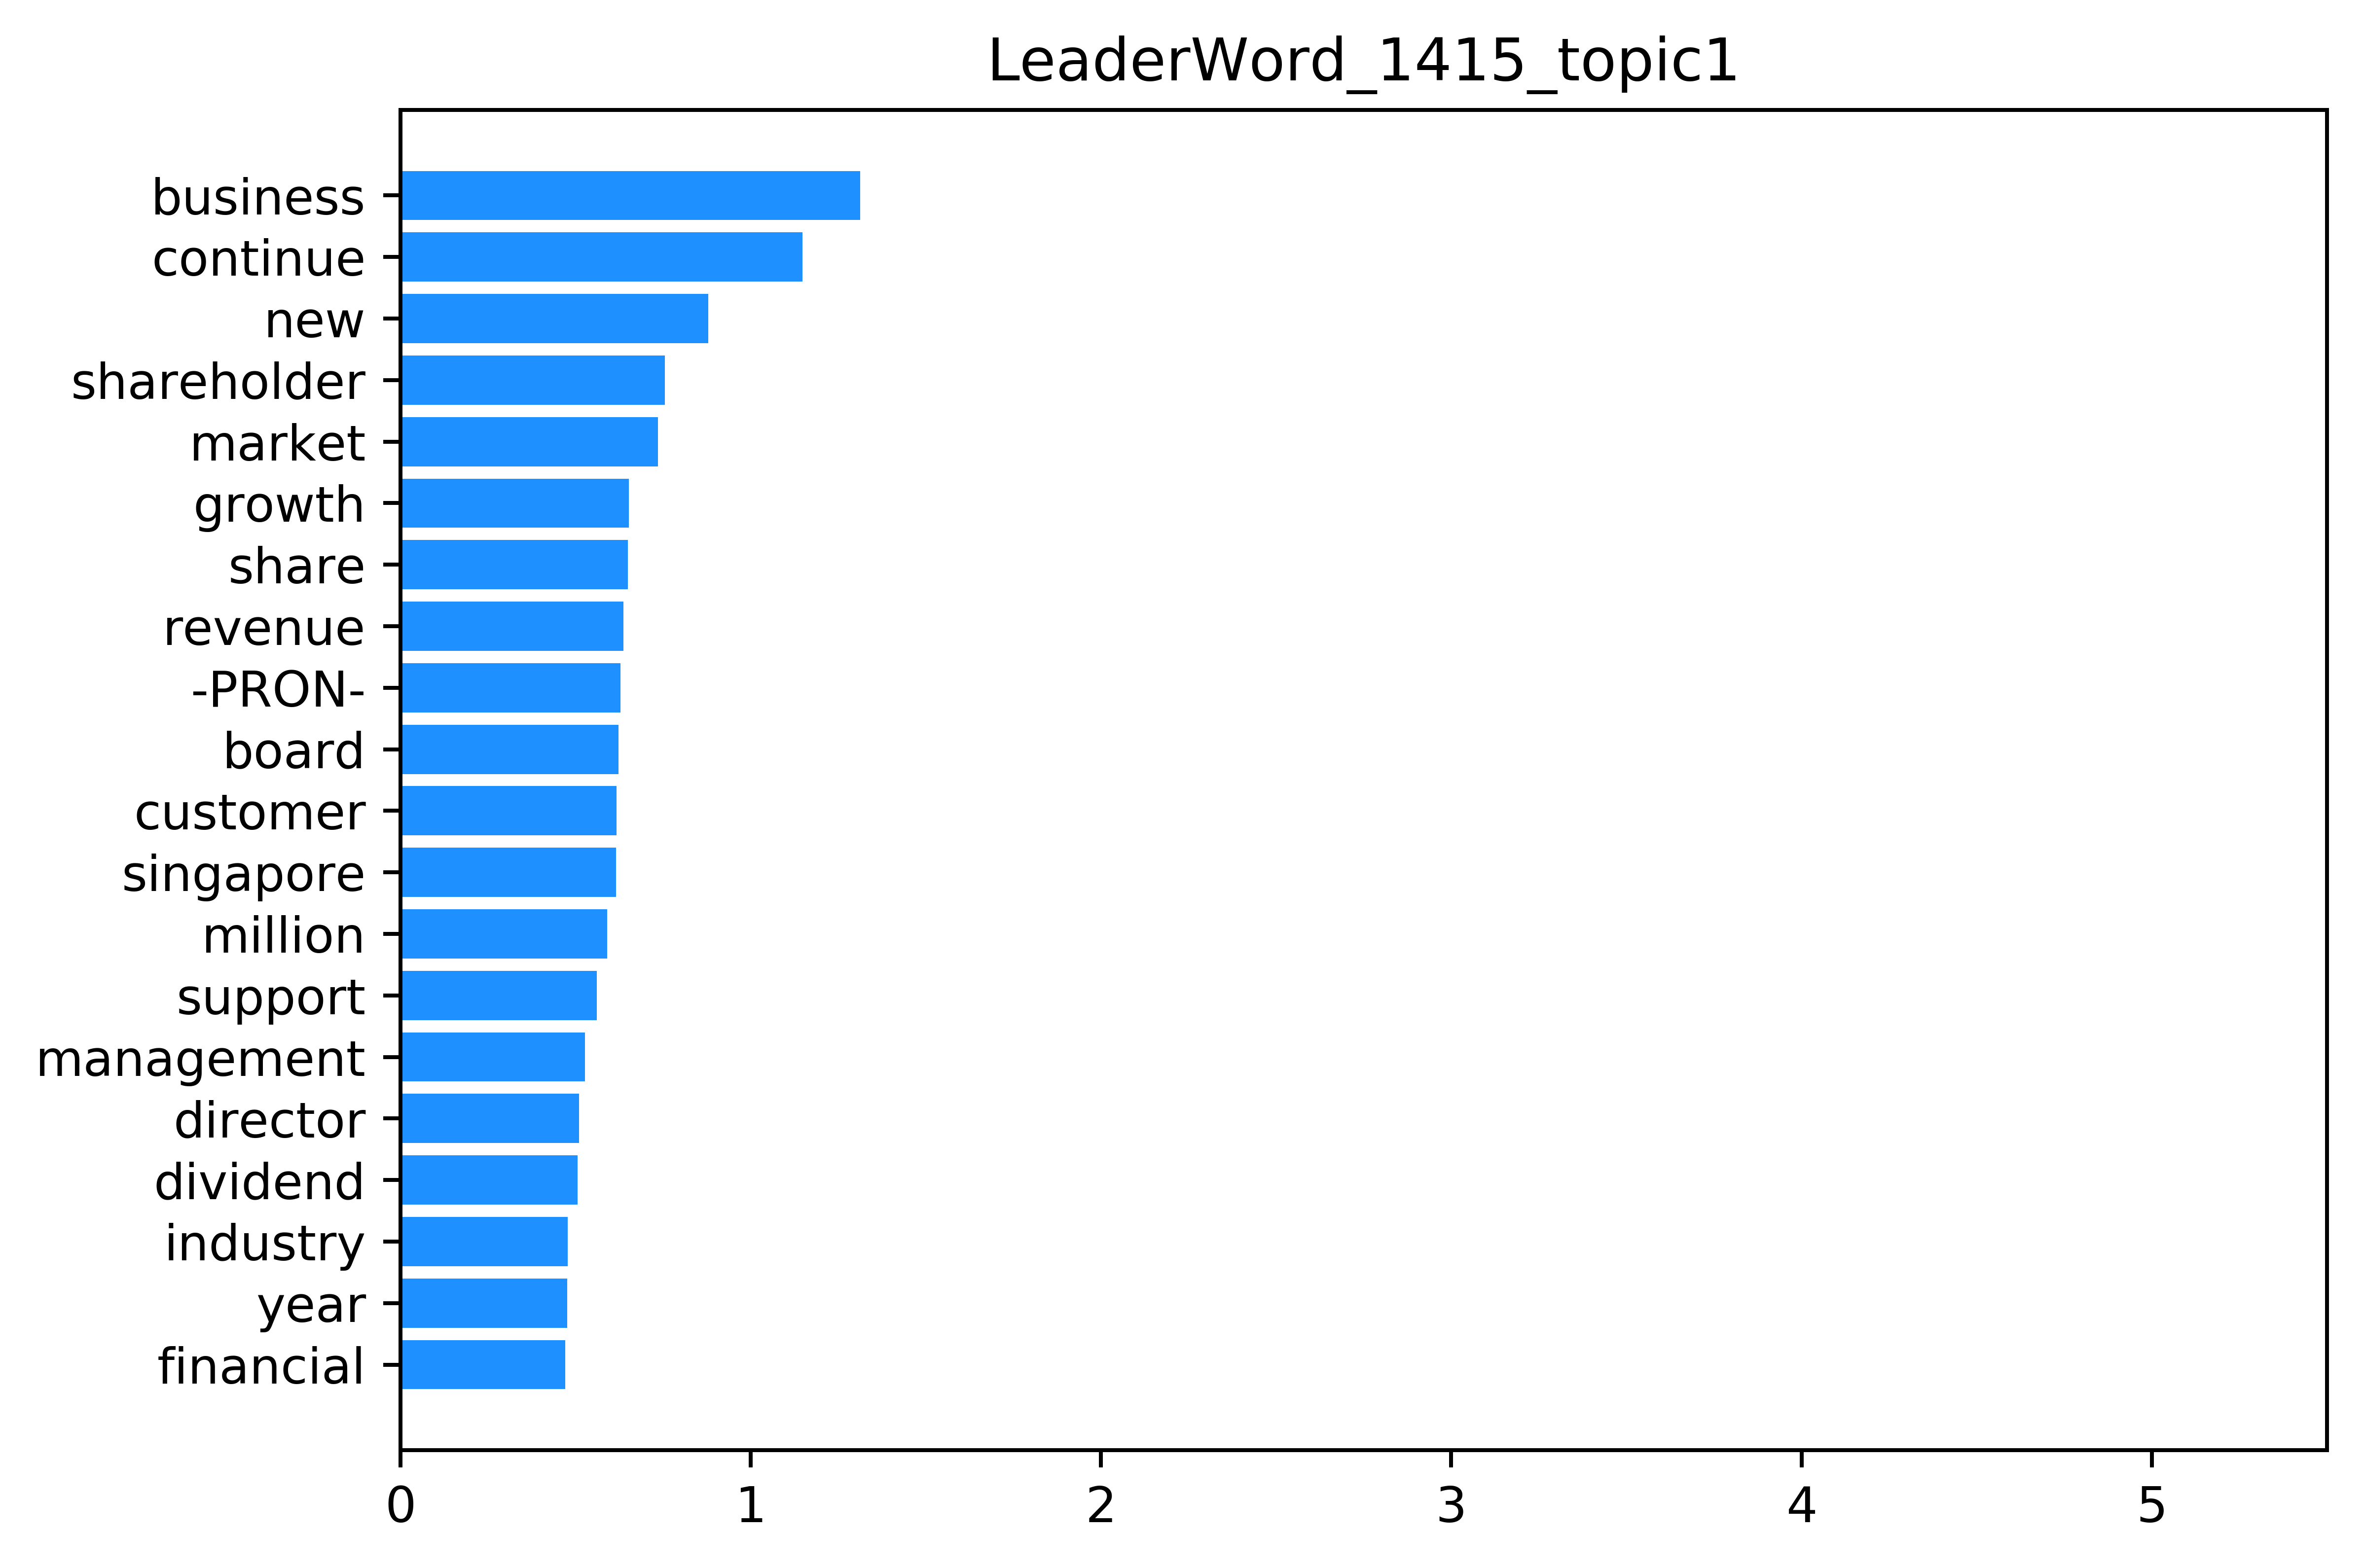 LeaderWord_1415_topic1
business
continue
new
shareholder
market
growth
share
revenue
-PRON-
board
customer
singapore
million
support
management
director
dividend
industry
year
financial
0 1 2 3 4 5